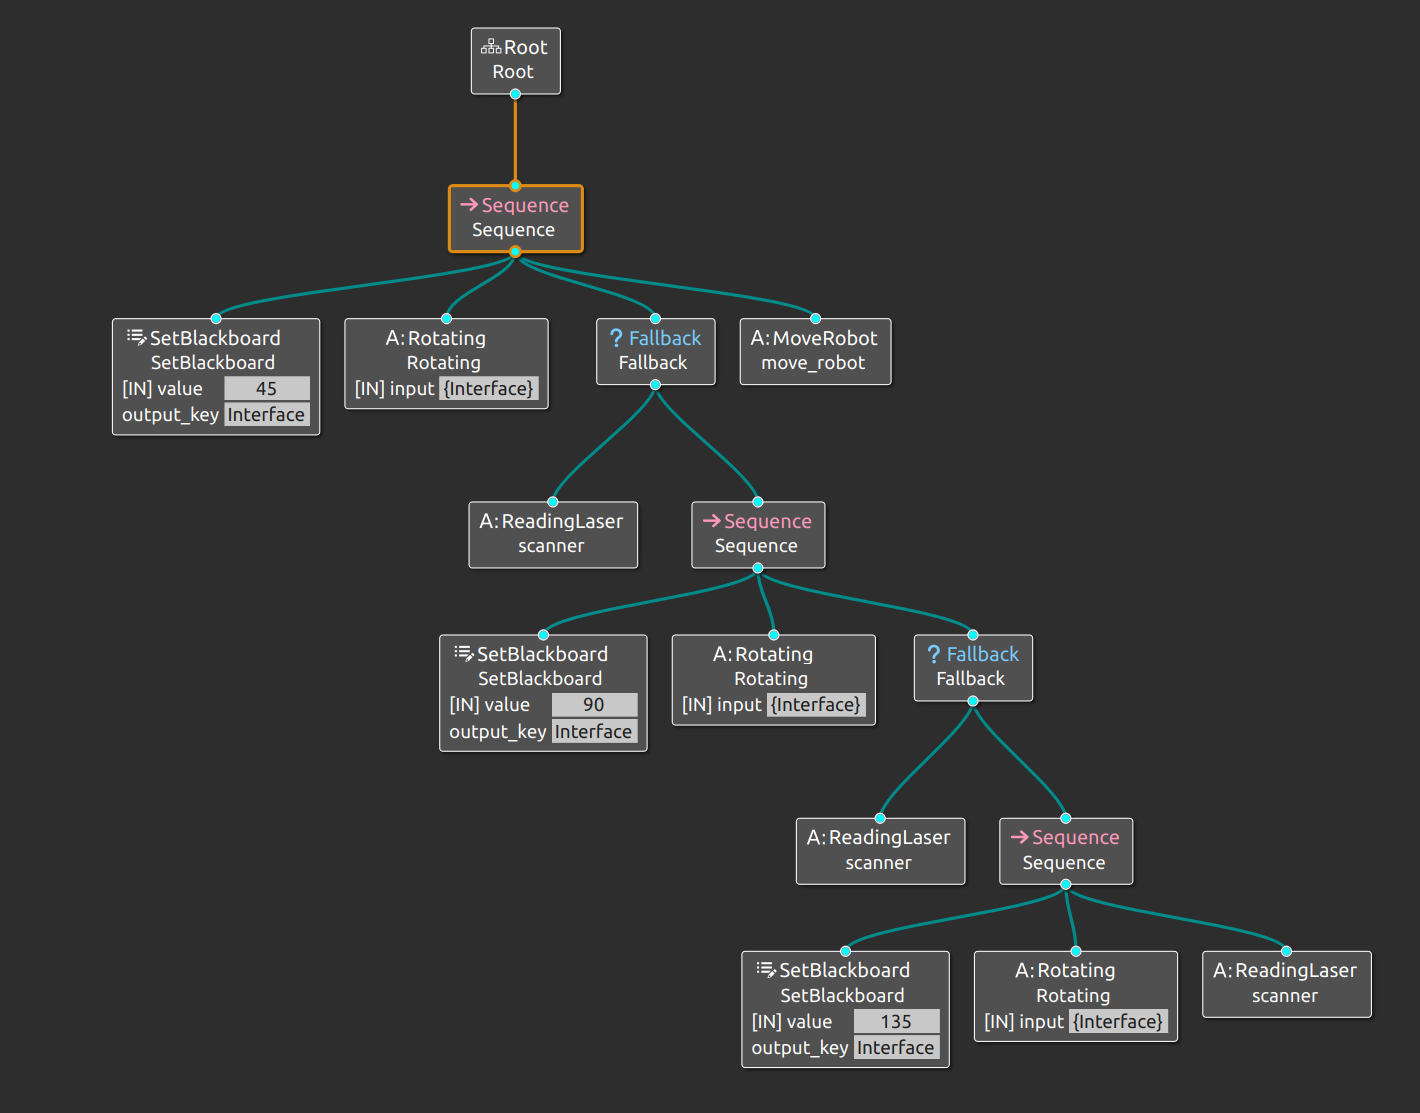 Root
Root
Sequence
Sequence
SetBlackboard
SetBlackboard
[IN] value 45
output_key Interface
A:Rotating
Rotating
[IN] input {Interface}
? Fallback
Fallback
A:MoveRobot
move_robot
A:ReadingLaser
scanner
Sequence
Sequence
SetBlackboard
SetBlackboard
[IN] value 90
output_key Interface
A:Rotating
Rotating
[IN] input {Interface}
? Fallback
Fallback
A:ReadingLaser
scanner
Sequence
Sequence
SetBlackboard
SetBlackboard
[IN] value 135
output_key Interface
A:Rotating
Rotating
[IN] input {Interface}
A:ReadingLaser
scanner